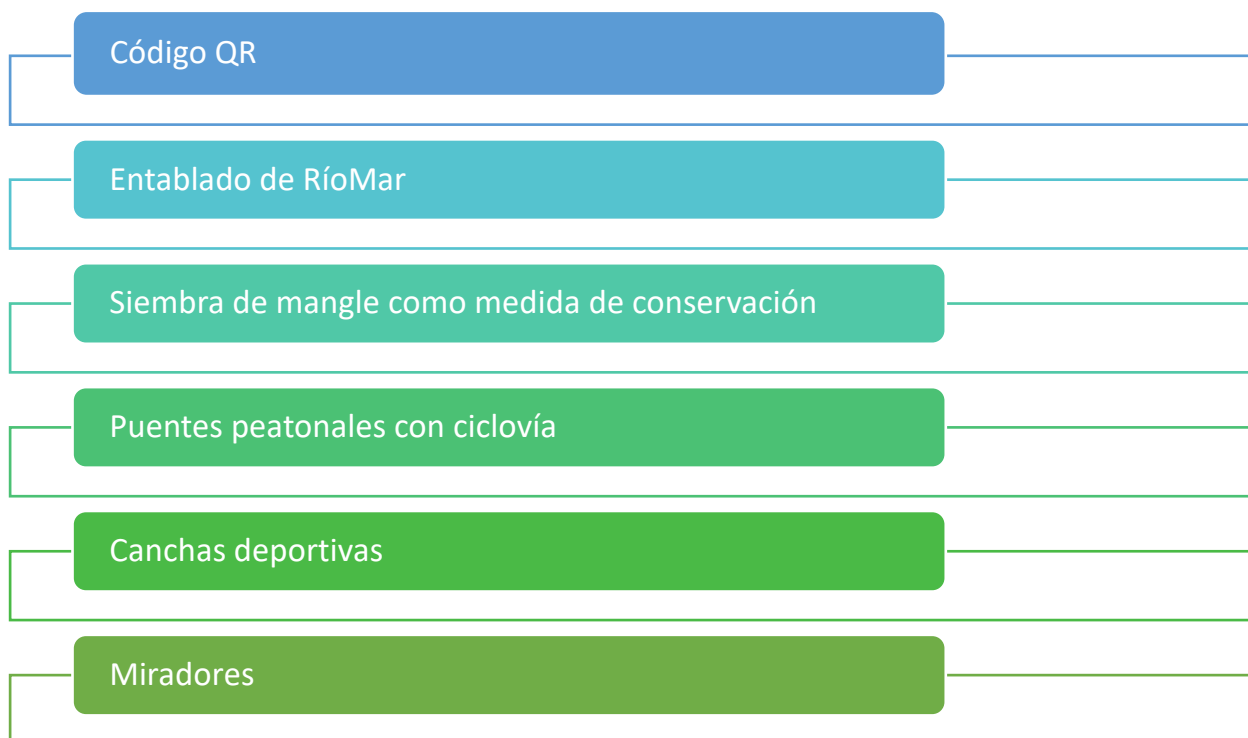 Código QR
Entablado de RíoMar
Siembra de mangle como medida de conservación
Puentes peatonales con ciclovía
Canchas deportivas
Miradores